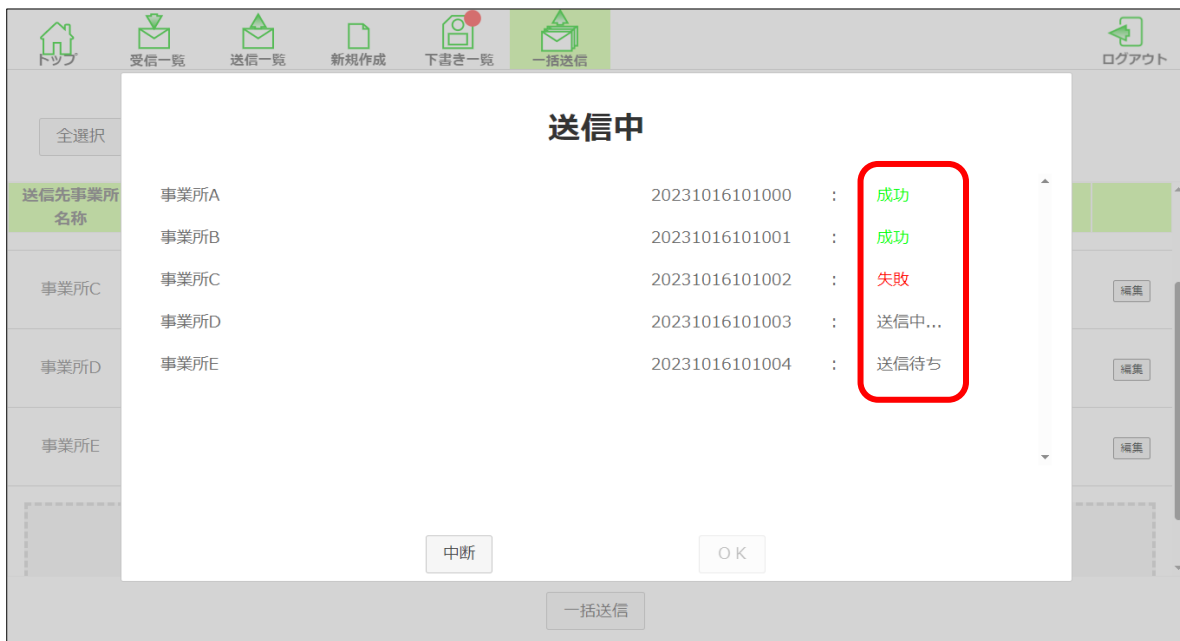 トップ 受信一覧 送信一覧 新規作成 下書き一覧 一括送信 ログアウト
送信中
全選択
送信先事業所
名称
事業所A 20231016101000 : 成功
事業所B 20231016101001 : 成功
事業所C 20231016101002 : 失敗
事業所C 編集
事業所D 20231016101003 : 送信中...
事業所D 編集
事業所E 20231016101004 : 送信待ち
事業所E 編集
中断 ＯＫ
一括送信